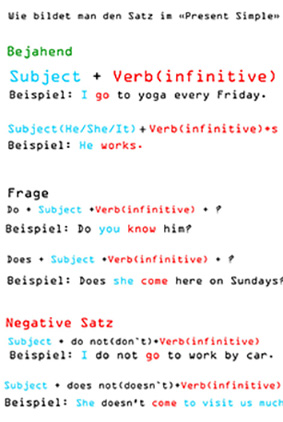 Wie bildet man den Satz im «Present Simple»
Bejahend
Subject + Verb(infinitive)
Beispiel: I go to yoga every Friday.
Subject(He/She/It)+Verb(infinitive)+s
Beispiel: He works.
Frage
Do + Subject +Verb(infinitive) + ?
Beispiel: Do you know him?
Does + Subject +Verb(infinitive) + ?
Beispiel: Does she come here on Sundays?
Negative Satz
Subject + do not(don`t)+Verb(infinitive)
Beispiel: I do not go to work by car.
Subject + does not(doesn`t)+Verb(infinitive)
Beispiel: She doesn't come to visit us much